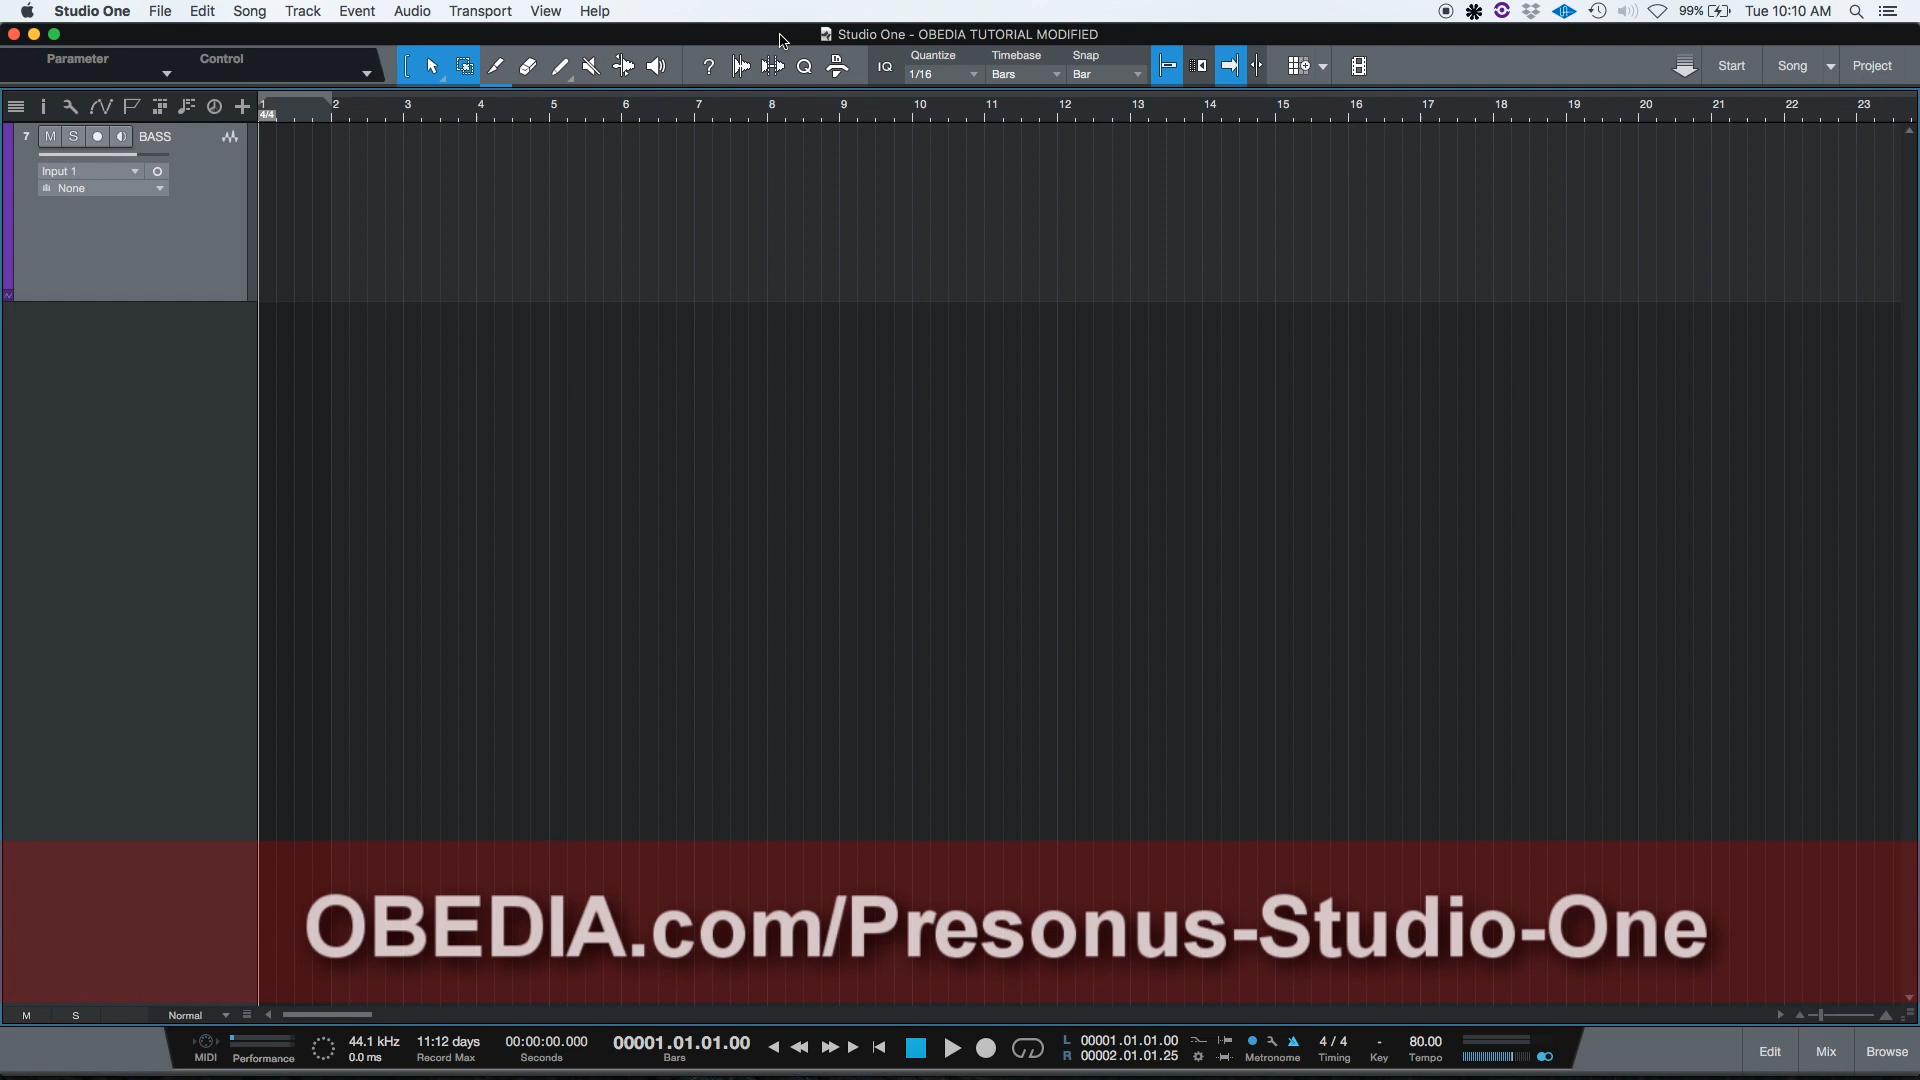 Studio One File Edit Song Track Event Audio Transport View Help 99% Tue 10:10 AM
Studio One - OBEDIA TUTORIAL MODIFIED
Parameter Control
? Q IQ Quantize Timebase Snap
1/16 Bars Bar
Start Song Project
1 2 3 4 5 6 7 8 9 10 11 12 13 14 15 16 17 18 19 20 21 22 23
4/4
7 M S BASS
Input 1
None
OBEDIA.com/Presonus-Studio-One
M S Normal
MIDI Performance
44.1 kHz 11:12 days 00:00:00.000 00001.01.01.00 L 00001.01.01.00 4 / 4 - 80.00
0.0 ms Record Max Seconds Bars R 00002.01.01.25 Metronome Timing Key Tempo
Edit Mix Browse